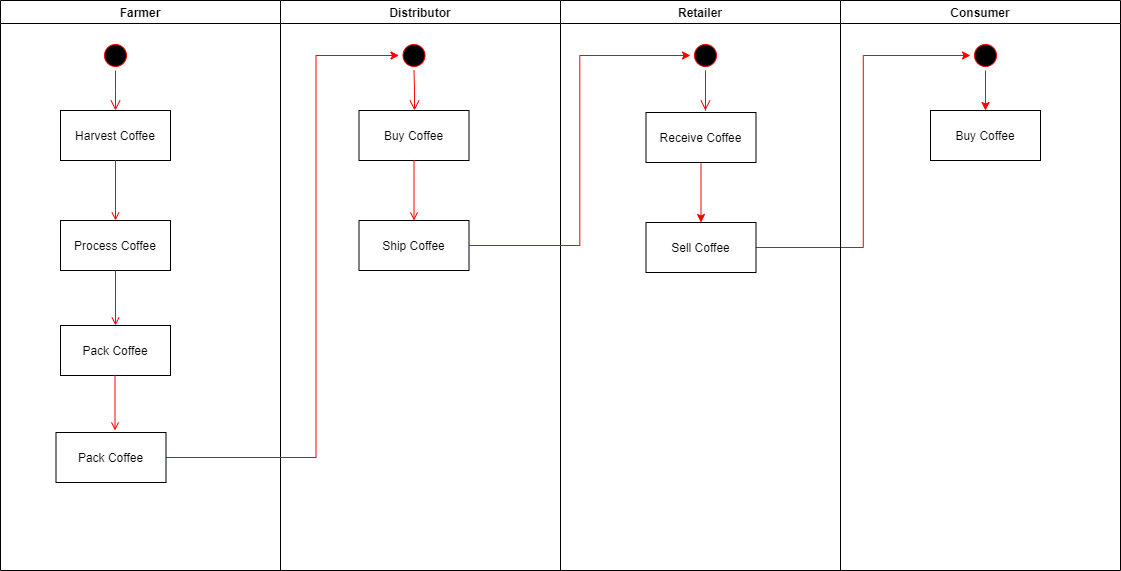 Farmer
Distributor
Retailer
Consumer
Harvest Coffee
Process Coffee
Pack Coffee
Pack Coffee
Buy Coffee
Ship Coffee
Receive Coffee
Sell Coffee
Buy Coffee